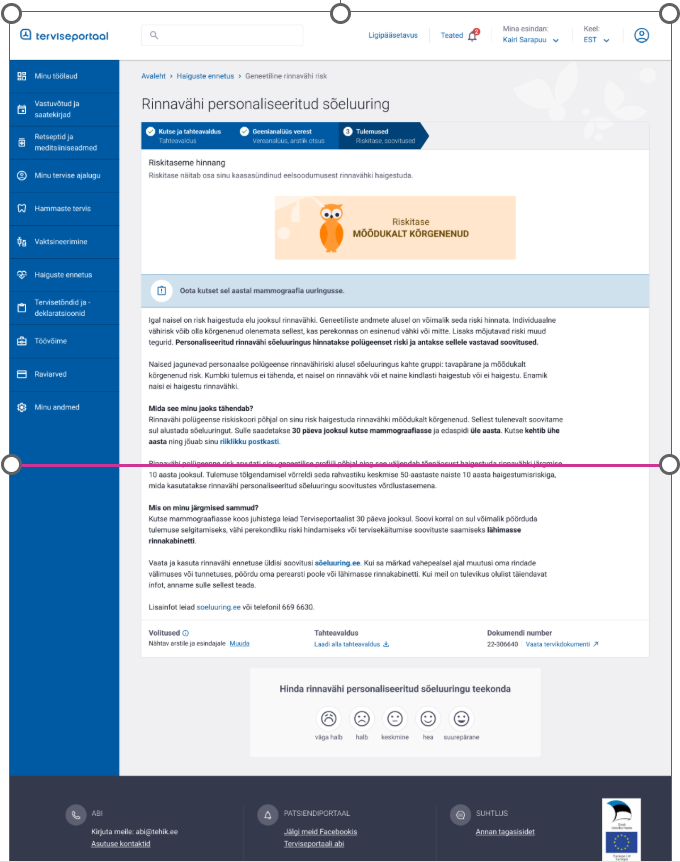 terviseportaal
Ligipääsetavus
Teated
2
Mina esindan:
Kairi Sarapuu
Keel:
EST
Minu töölaud
Vastuvõtud ja
saatekirjad
Retseptid ja
meditsiiniseadmed
Minu tervise ajalugu
Hammaste tervis
Vaktsineerimine
Haiguste ennetus
Tervisetõndid ja -
deklaratsioonid
Töövõime
Raviarved
Minu andmed
Avaleht > Haiguste ennetus > Geneetiline rinnavähi risk
Rinnavähi personaliseeritud sõeluuring
Kutse ja tahteavaldus
Tahteavaldus
Geenianalüüs verest
Vereanalüüs, arstlik otsus
3 Tulemused
Riskitase, soovitused
Riskitaseme hinnang
Riskitase näitab osa sinu kaasasündinud eelsoodumusest rinnavähki haigestuda.
Riskitase
MÕÕDUKALT KÕRGENENUD
Oota kutset sel aastal mammograafia uuringusse.
Igal naisel on risk haigestuda elu jooksul rinnavähki. Geneetiliste andmete alusel on võimalik seda riski hinnata. Individuaalne
vähirisk võib olla kõrgenenud olenemata sellest, kas perekonnas on esinenud vähki või mitte. Lisaks mõjutavad riski muud
tegurid. Personaliseeritud rinnavähi sõeluuringus hinnatakse polügeenset riski ja antakse sellele vastavad soovitused.
Naised jagunevad personaalse polügeense rinnavähiriski alusel sõeluuringus kahte gruppi: tavapärane ja mõõdukalt
kõrgenenud risk. Kumbki tulemus ei tähenda, et naisel on rinnavähk või et naine kindlasti haigestub või ei haigestu. Enamik
naisi ei haigestu rinnavähki.
Mida see minu jaoks tähendab?
Rinnavähi polügeense riskiskoori põhjal on sinu risk haigestuda rinnavähki mõõdukalt kõrgenenud. Sellest tulenevalt soovitame
sul alustada sõeluuringut. Sulle saadetakse 30 päeva jooksul kutse mammograafiasse ja edaspidi üle aasta. Kutse kehtib ühe
aasta ning jõuab sinu riiklikku postkasti.
Rinnavähi polügeenne risk arvutati sinu geneetilise profiili põhjal ning see väljendab tõenäosust haigestuda rinnavähki järgmise
10 aasta jooksul. Tulemuse tõlgendamisel võrreldi seda rahvastiku keskmise 50-aastaste naiste 10 aasta haigestumisriskiga,
mida kasutatakse rinnavähi personaliseeritud sõeluuringu soovitustes võrdlustasemena.
Mis on minu järgmised sammud?
Kutse mammograafiasse koos juhistega leiad Terviseportaalist 30 päeva jooksul. Soovi korral on sul võimalik pöörduda
tulemuse selgitamiseks, vähi perekondliku riski hindamiseks või tervisekäitumise soovituste saamiseks lähimasse
rinnakabinetti.
Vaata ja kasuta rinnavähi ennetuse üldisi soovitusi sõeluuring.ee. Kui sa märkad vahepealsel ajal muutusi oma rindade
välimuses või tunnetuses, pöördu oma perearsti poole või lähimasse rinnakabinetti. Kui meil on tulevikus olulist täiendavat
infot, anname sulle sellest teada.
Lisainfot leiad soeluuring.ee või telefonil 669 6630.
Volitused
Nähtav arstile ja esindajale Muuda
Tahteavaldus
Laadi alla tahteavaldus
Dokumendi number
22-306640 Vaata tervikdokumenti
Hinda rinnavähi personaliseeritud sõeluuringu teekonda
väga halb
halb
keskmine
hea
suurepärane
ABI
Kirjuta meile: abi@tehik.ee
Asutuse kontaktid
PATSIENDIPORTAAL
Jälgi meid Facebookis
Terviseportaali abi
SUHTLUS
Annan tagasisidet